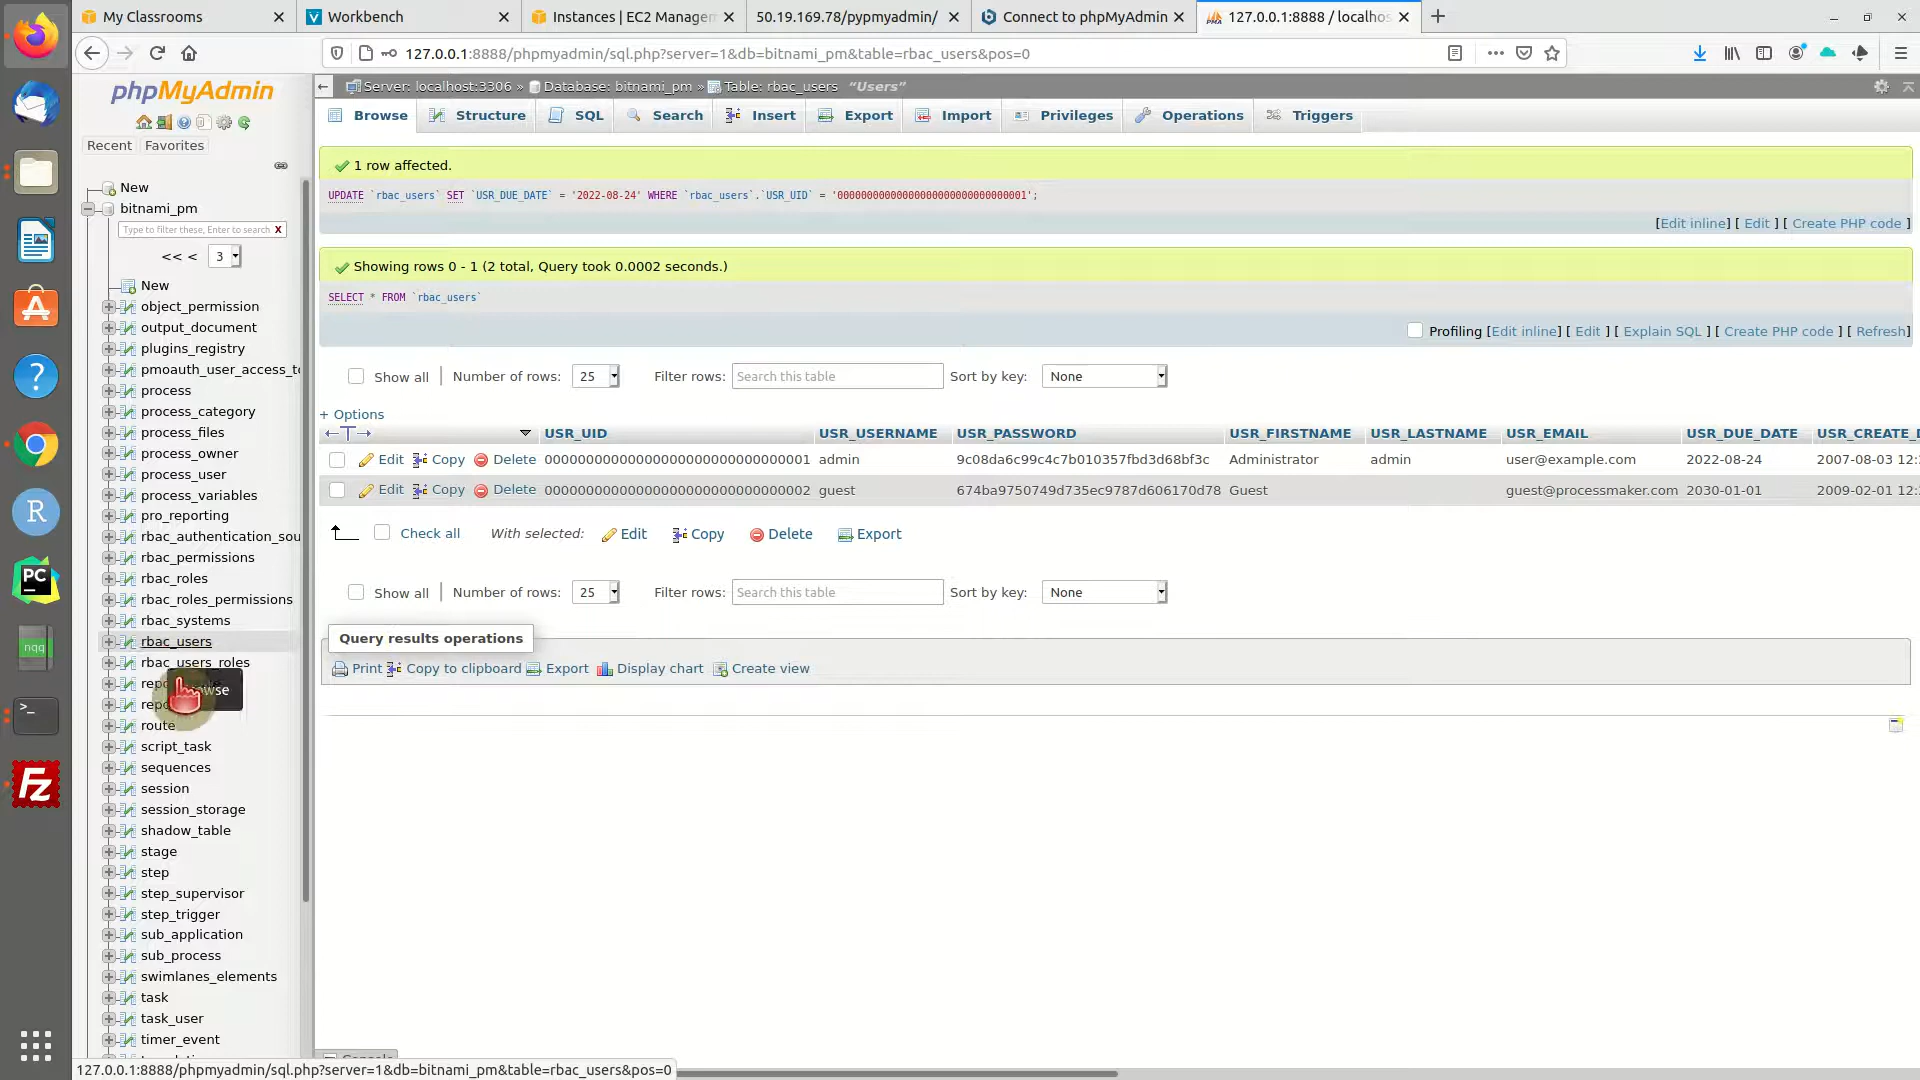 My Classrooms
Workbench
Instances | EC2 Managem
50.19.169.78/pypmyadmin/
Connect to phpMyAdmin
127.0.0.1:8888 / localhos
127.0.0.1:8888/phpmyadmin/sql.php?server=1&db=bitnami_pm&table=rbac_users&pos=0
phpMyAdmin
Recent
Favorites
New
bitnami_pm
Type to filter these, Enter to search X
<< < 3
New
object_permission
output_document
plugins_registry
pmoauth_user_access_to
process
process_category
process_files
process_owner
process_user
process_variables
pro_reporting
rbac_authentication_sou
rbac_permissions
rbac_roles
rbac_roles_permissions
rbac_systems
rbac_users
rbac_users_roles
route
script_task
sequences
session
session_storage
shadow_table
stage
step
step_supervisor
step_trigger
sub_application
sub_process
swimlanes_elements
task
task_user
timer_event
Server: localhost:3306 » Database: bitnami_pm » Table: rbac_users "Users"
Browse Structure SQL Search Insert Export Import Privileges Operations Triggers
1 row affected.
UPDATE `rbac_users` SET `USR_DUE_DATE` = '2022-08-24' WHERE `rbac_users`.`USR_UID` = '00000000000000000000000000000001';
[Edit inline] [ Edit ] [ Create PHP code ]
Showing rows 0 - 1 (2 total, Query took 0.0002 seconds.)
SELECT * FROM `rbac_users`
Profiling [Edit inline] [ Edit ] [ Explain SQL ] [ Create PHP code ] [ Refresh]
Show all | Number of rows: 25 Filter rows: Search this table Sort by key: None
+ Options
USR_UID USR_USERNAME USR_PASSWORD USR_FIRSTNAME USR_LASTNAME USR_EMAIL USR_DUE_DATE USR_CREATE_D
Edit Copy Delete 00000000000000000000000000000001 admin 9c08da6c99c4c7b010357fbd3d68bf3c Administrator admin user@example.com 2022-08-24 2007-08-03 12:
Edit Copy Delete 00000000000000000000000000000002 guest 674ba9750749d735ec9787d606170d78 Guest guest@processmaker.com 2030-01-01 2009-02-01 12:
Check all With selected: Edit Copy Delete Export
Show all | Number of rows: 25 Filter rows: Search this table Sort by key: None
Query results operations
Print Copy to clipboard Export Display chart Create view
127.0.0.1:8888/phpmyadmin/sql.php?server=1&db=bitnami_pm&table=rbac_users&pos=0
R
PC
nqq
>_
FZ